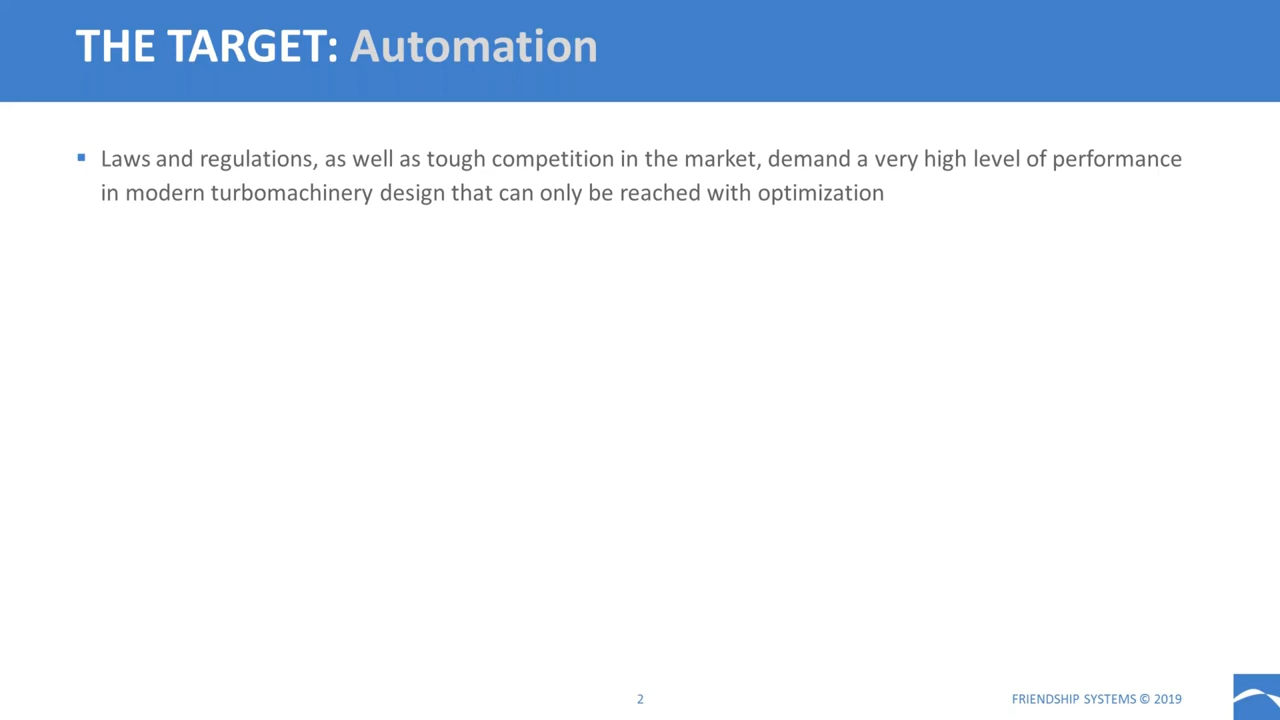 THE TARGET: Automation
▪ Laws and regulations, as well as tough competition in the market, demand a very high level of performance
in modern turbomachinery design that can only be reached with optimization
2
FRIENDSHIP SYSTEMS © 2019